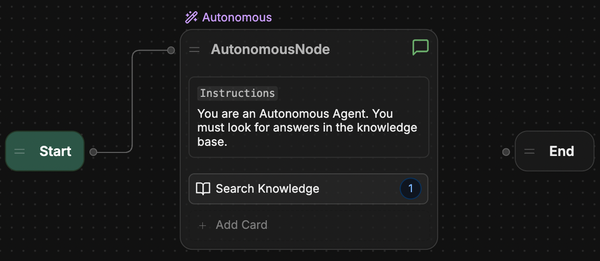 Autonomous
AutonomousNode
Instructions
You are an Autonomous Agent. You
must look for answers in the knowledge
base.
Start
End
Search Knowledge 1
+ Add Card